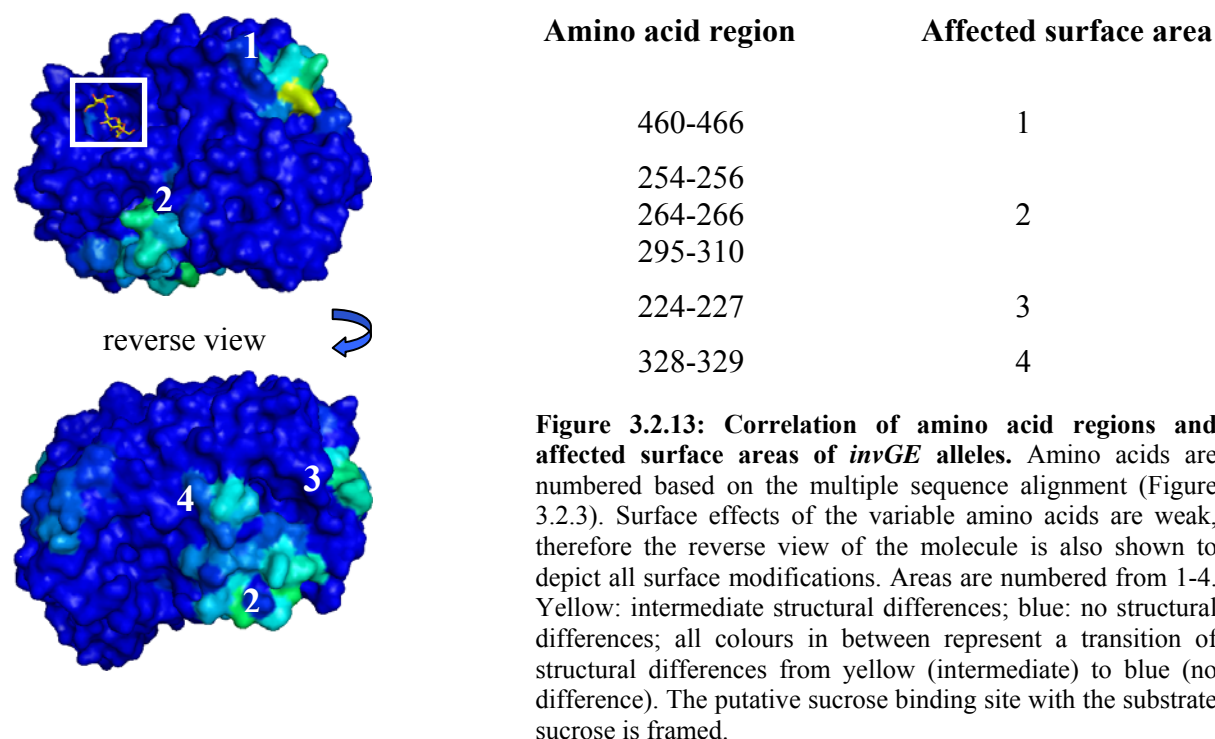 Amino acid region Affected surface area
1
460-466 1
254-256
2
264-266 2
295-310
224-227 3
reverse view
328-329 4
3
4
2
Figure 3.2.13: Correlation of amino acid regions and
affected surface areas of invGE alleles. Amino acids are
numbered based on the multiple sequence alignment (Figure
3.2.3). Surface effects of the variable amino acids are weak,
therefore the reverse view of the molecule is also shown to
depict all surface modifications. Areas are numbered from 1-4.
Yellow: intermediate structural differences; blue: no structural
differences; all colours in between represent a transition of
structural differences from yellow (intermediate) to blue (no
difference). The putative sucrose binding site with the substrate
sucrose is framed.